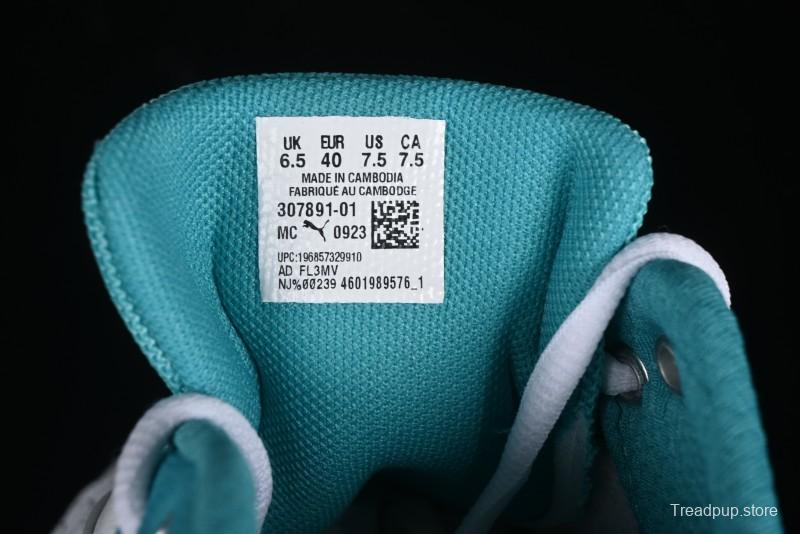 UK EUR US CA
6.5 40 7.5 7.5
MADE IN CAMBODIA
FABRIQUÉ AU CAMBODGE
307891-01
MC 0923
UPC:196857329910
AD FL3MV
NJ%00239 4601989576_1
Treadpup.store